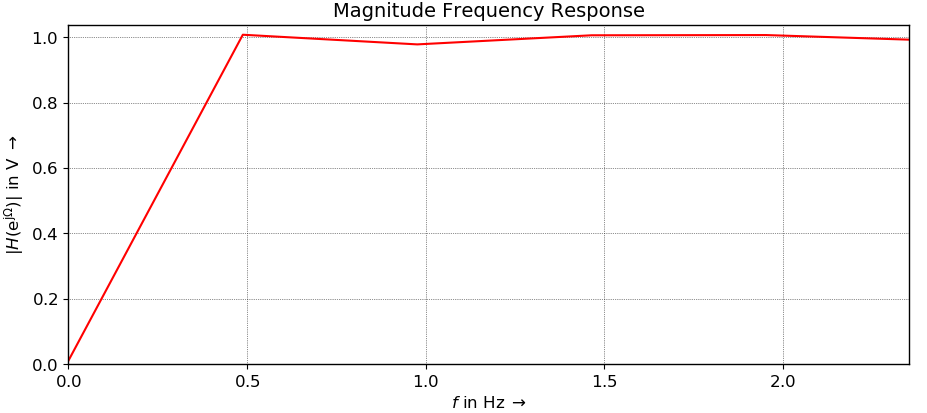 Magnitude Frequency Response
|H(e^jΩ)| in V →
1.0
0.8
0.6
0.4
0.2
0.0
0.0 0.5 1.0 1.5 2.0
f in Hz →